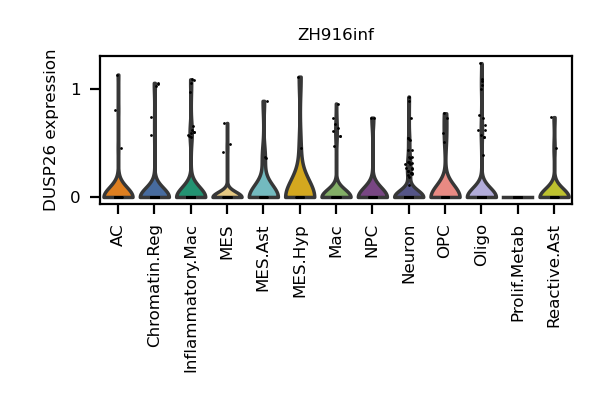 ZH916inf
DUSP26 expression
1
0
AC
Chromatin.Reg
Inflammatory.Mac
MES
MES.Ast
MES.Hyp
Mac
NPC
Neuron
OPC
Oligo
Prolif.Metab
Reactive.Ast